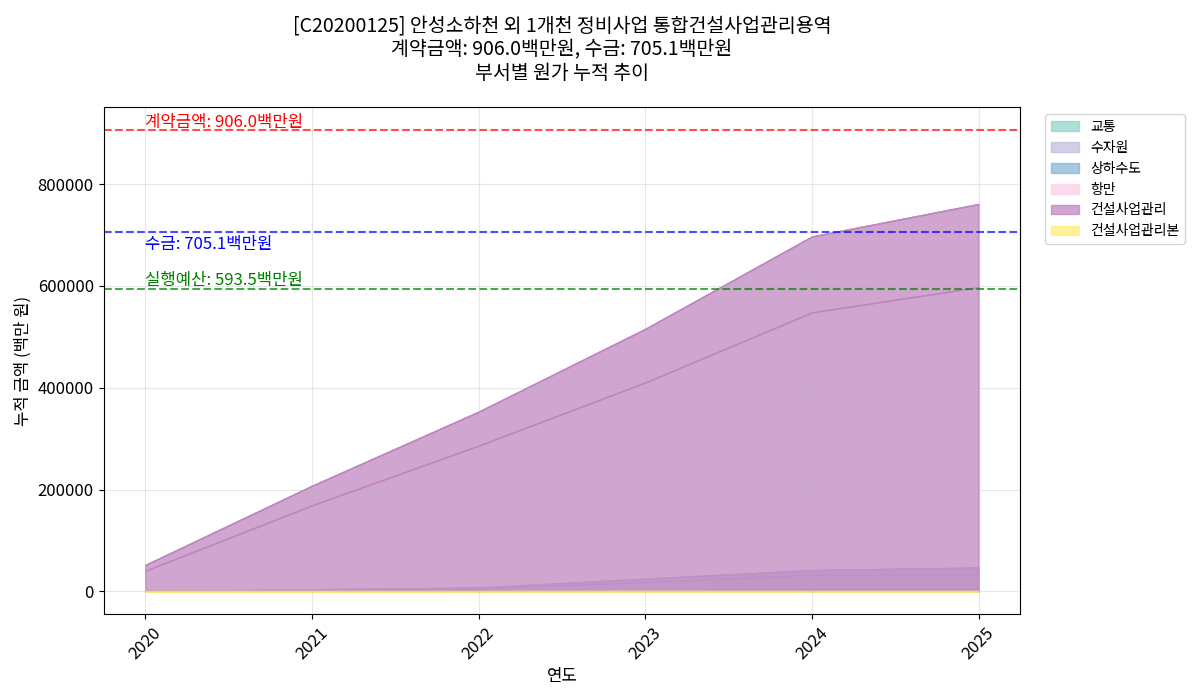 [C20200125] 안성소하천 외 1개천 정비사업 통합건설사업관리용역
계약금액: 906.0백만원, 수금: 705.1백만원
부서별 원가 누적 추이
계약금액: 906.0백만원
수금: 705.1백만원
실행예산: 593.5백만원
800000
600000
400000
200000
0
누적 금액 (백만 원)
2020
2021
2022
2023
2024
2025
연도
교통
수자원
상하수도
항만
건설사업관리
건설사업관리본